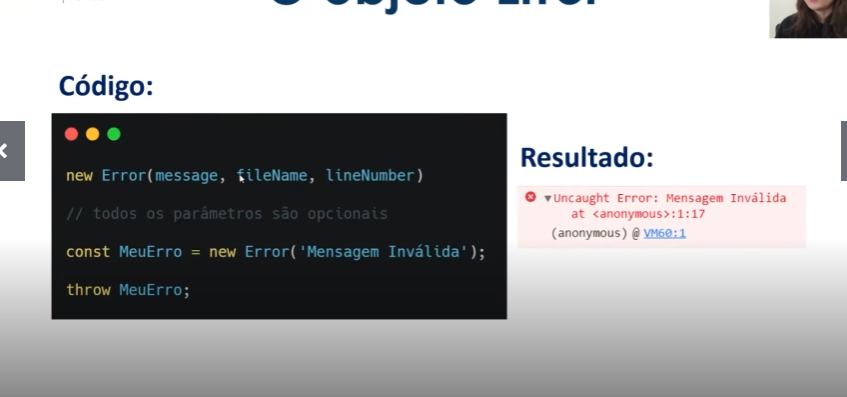 Código:
new Error(message, fileName, lineNumber)
// todos os parâmetros são opcionais
const MeuErro = new Error('Mensagem Inválida');
throw MeuErro;
Resultado:
Uncaught Error: Mensagem Inválida
at <anonymous>:1:17
(anonymous) @ VM60:1